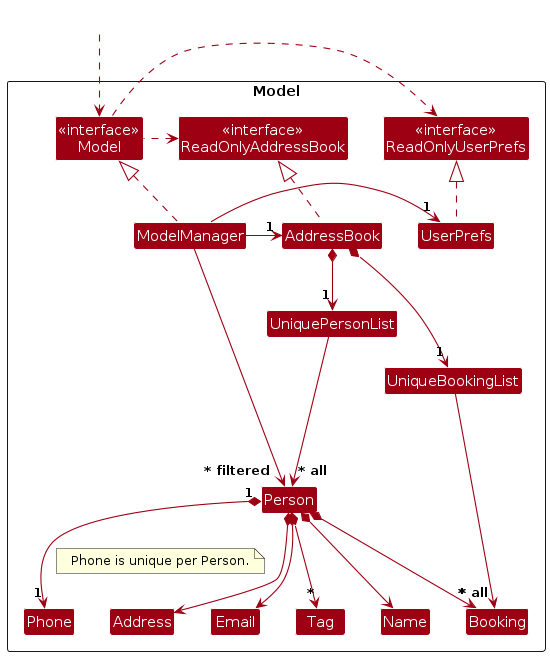 Model
«interface»
Model
«interface»
ReadOnlyAddressBook
«interface»
ReadOnlyUserPrefs
1
1
ModelManager
AddressBook
UserPrefs
1
UniquePersonList
1
UniqueBookingList
* filtered
* all
1
Person
Phone is unique per Person.
1
*
* all
Phone
Address
Email
Tag
Name
Booking